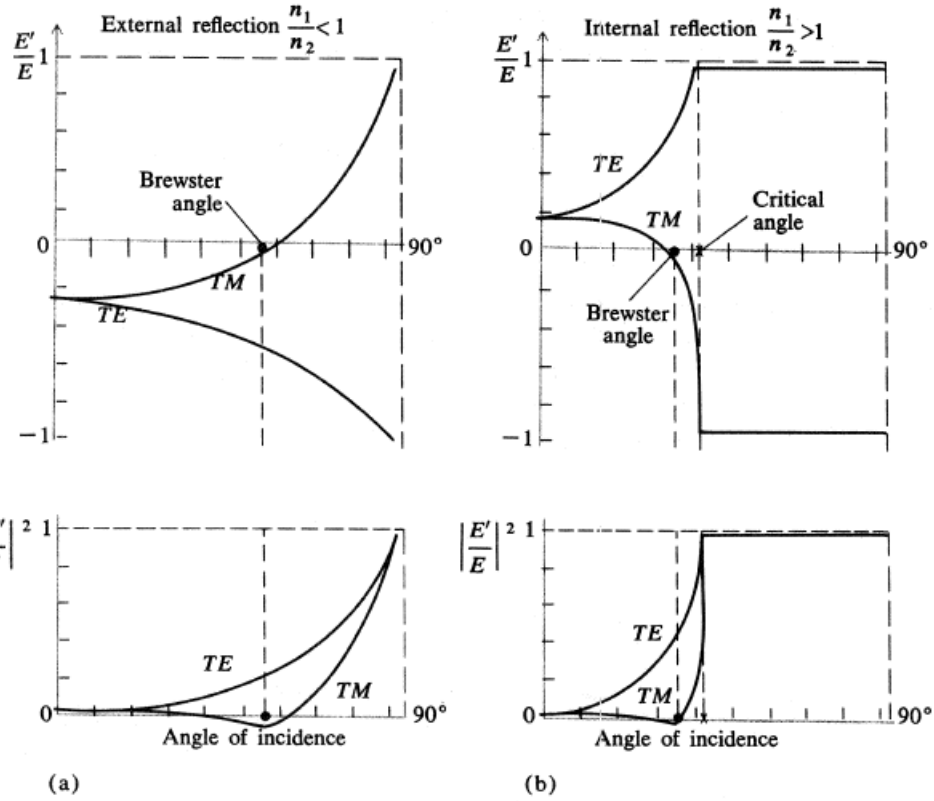 External reflection n₁/n₂ < 1
E′/E
1
Brewster
angle
0
90°
TM
TE
−1
Internal reflection n₁/n₂ > 1
E′/E
1
TE
TM
Critical
angle
0
90°
Brewster
angle
−1
2 1
TE
TM
0
90°
Angle of incidence
(a)
|E′/E| 2 1
TE
TM
0
90°
Angle of incidence
(b)